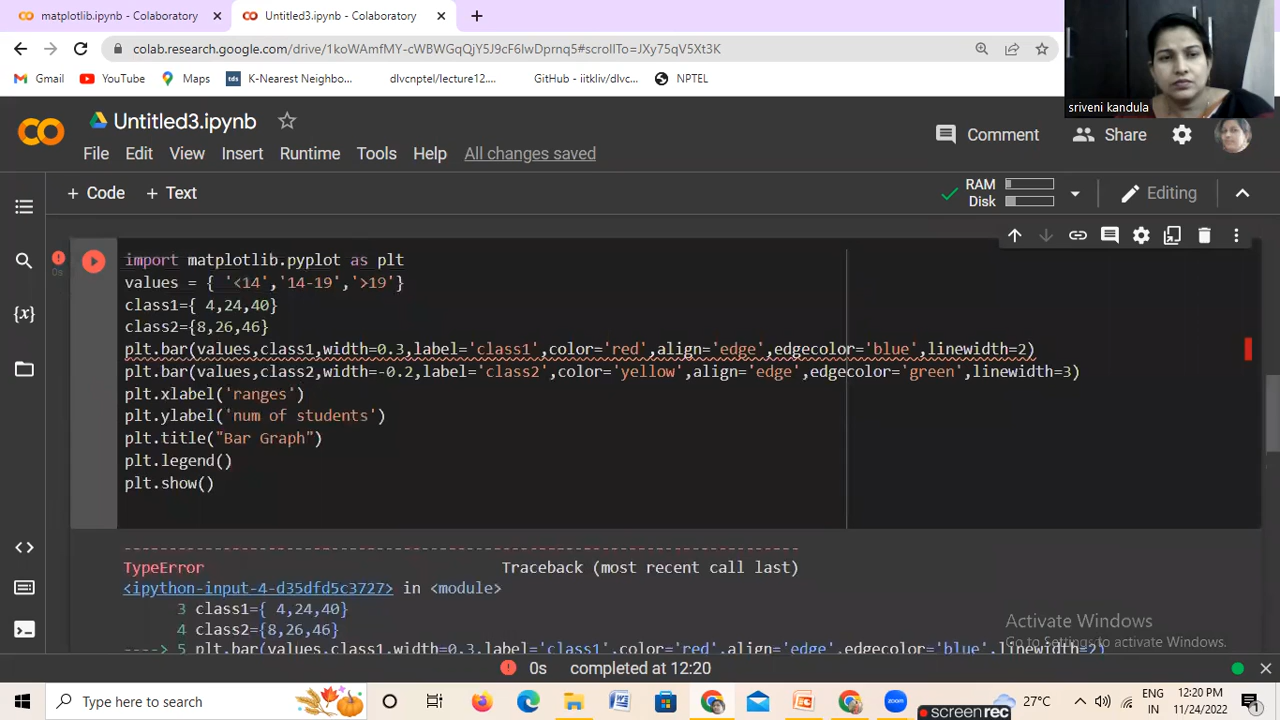 matplotlib.ipynb - Colaboratory
Untitled3.ipynb - Colaboratory
colab.research.google.com/drive/1koWAmfMY-cWBWGqQjY5J9cF6IwDprnq5#scrollTo=JXy75qV5Xt3K
Gmail YouTube Maps K-Nearest Neighbo... dlvcnptel/lecture12.... GitHub - iitkliv/dlvc... NPTEL
sriveni kandula
Untitled3.ipynb
Comment Share
File Edit View Insert Runtime Tools Help All changes saved
+ Code + Text
RAM
Disk
Editing
import matplotlib.pyplot as plt
values = { '<14','14-19','>19'}
class1={ 4,24,40}
class2={8,26,46}
plt.bar(values,class1,width=0.3,label='class1',color='red',align='edge',edgecolor='blue',linewidth=2)
plt.bar(values,class2,width=-0.2,label='class2',color='yellow',align='edge',edgecolor='green',linewidth=3)
plt.xlabel('ranges')
plt.ylabel('num of students')
plt.title("Bar Graph")
plt.legend()
plt.show()
0s
---------------------------------------------------------------------------
TypeError Traceback (most recent call last)
<ipython-input-4-d35dfd5c3727> in <module>
3 class1={ 4,24,40}
4 class2={8,26,46}
----> 5 plt.bar(values,class1,width=0.3,label='class1',color='red',align='edge',edgecolor='blue',linewidth=2)
Activate Windows
Go to Settings to activate Windows.
0s completed at 12:20
Type here to search
27°C
ENG
IN
12:20 PM
11/24/2022
screen rec